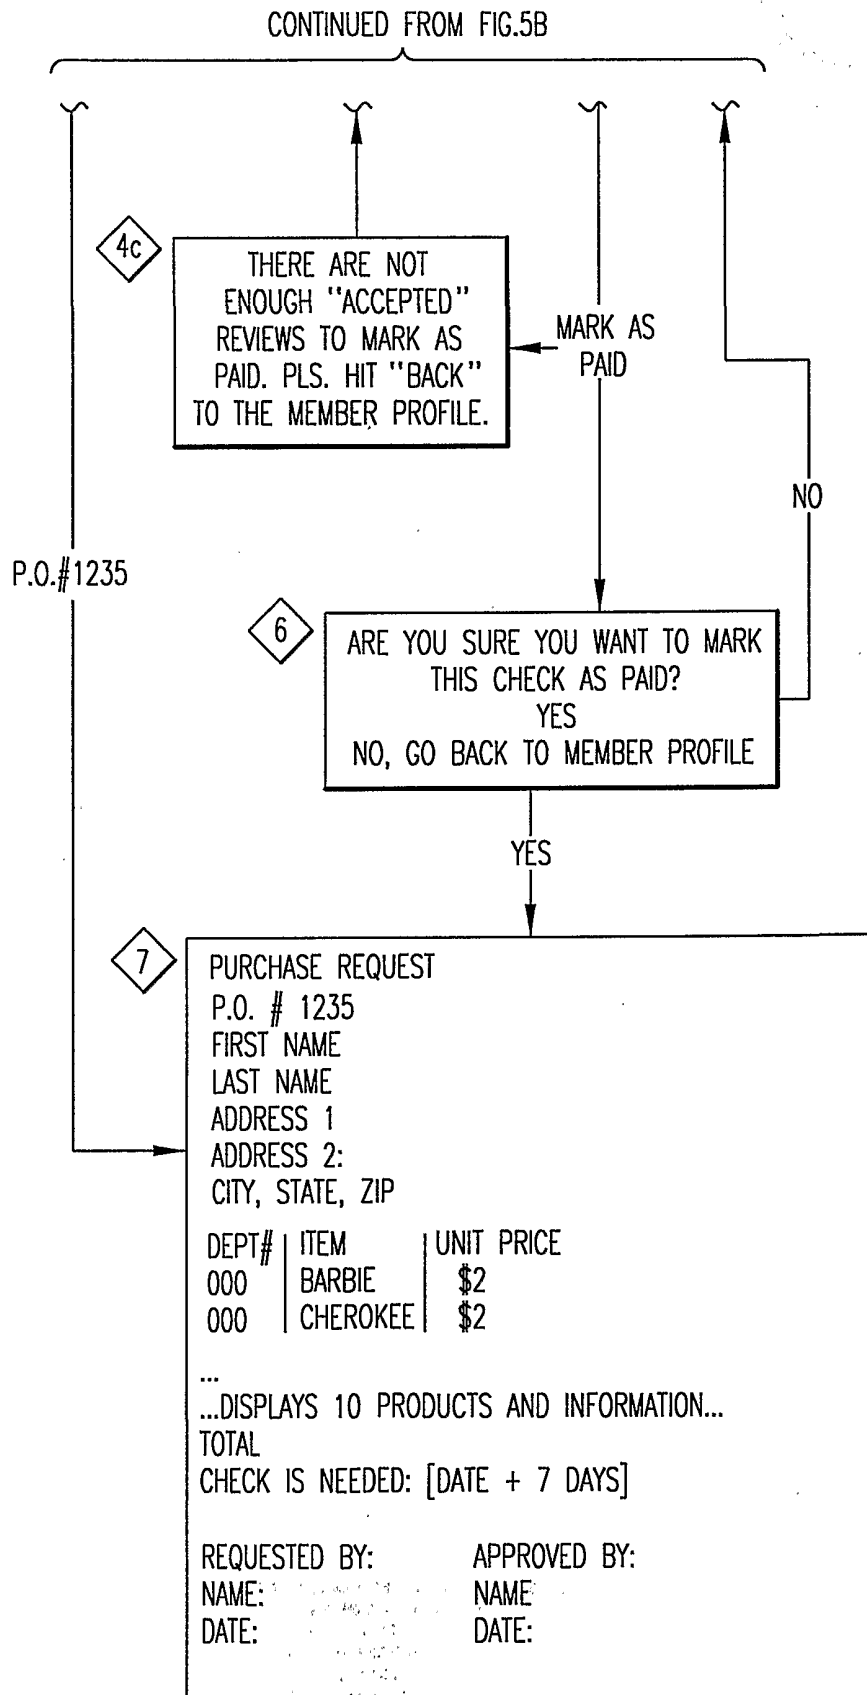 CONTINUED FROM FIG.5B
4c
THERE ARE NOT
ENOUGH "ACCEPTED"
REVIEWS TO MARK AS
PAID. PLS. HIT "BACK"
TO THE MEMBER PROFILE.
MARK AS
PAID
NO
P.O.#1235
6
ARE YOU SURE YOU WANT TO MARK
THIS CHECK AS PAID?
YES
NO, GO BACK TO MEMBER PROFILE
YES
7
PURCHASE REQUEST
P.O. # 1235
FIRST NAME
LAST NAME
ADDRESS 1
ADDRESS 2:
CITY, STATE, ZIP
DEPT# ITEM UNIT PRICE
000 BARBIE $2
000 CHEROKEE $2
...
...DISPLAYS 10 PRODUCTS AND INFORMATION...
TOTAL
CHECK IS NEEDED: [DATE + 7 DAYS]
REQUESTED BY: APPROVED BY:
NAME: NAME
DATE: DATE: